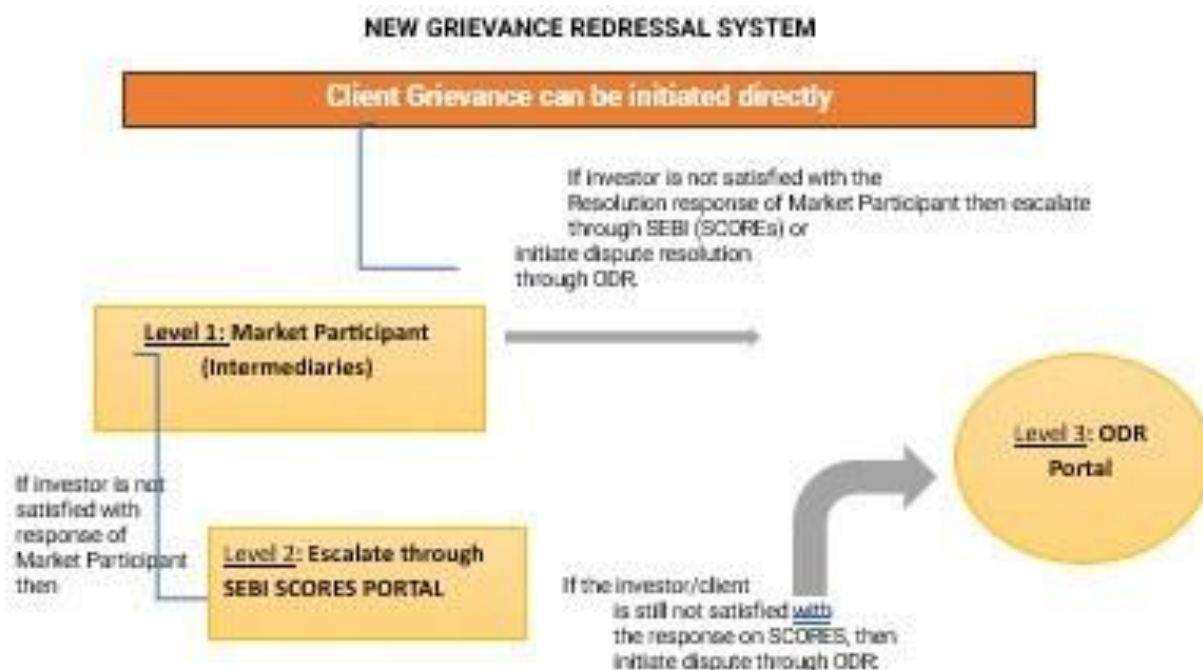 NEW GRIEVANCE REDRESSAL SYSTEM
Client Grievance can be initiated directly
If investor is not satisfied with the
Resolution response of Market Participant then escalate
through SEBI (SCOREs) or
initiate dispute resolution
through ODR.
Level 1: Market Participant
(Intermediaries)
If investor is not
satisfied with
response of
Market Participant
then
Level 2: Escalate through
SEBI SCORES PORTAL
Level 3: ODR
Portal
If the investor/client
is still not satisfied with
the response on SCORES, then
initiate dispute through ODR: